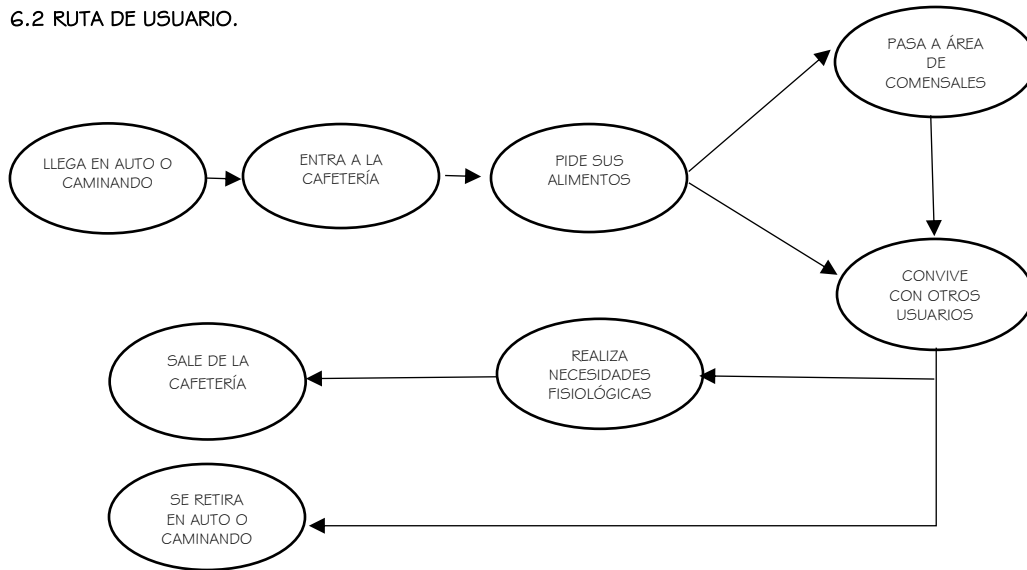 6.2 RUTA DE USUARIO.
PASA A ÁREA
DE
COMENSALES
LLEGA EN AUTO O
CAMINANDO
ENTRA A LA
CAFETERÍA
PIDE SUS
ALIMENTOS
CONVIVE
CON OTROS
USUARIOS
REALIZA
NECESIDADES
FISIOLÓGICAS
SALE DE LA
CAFETERÍA
SE RETIRA
EN AUTO O
CAMINANDO